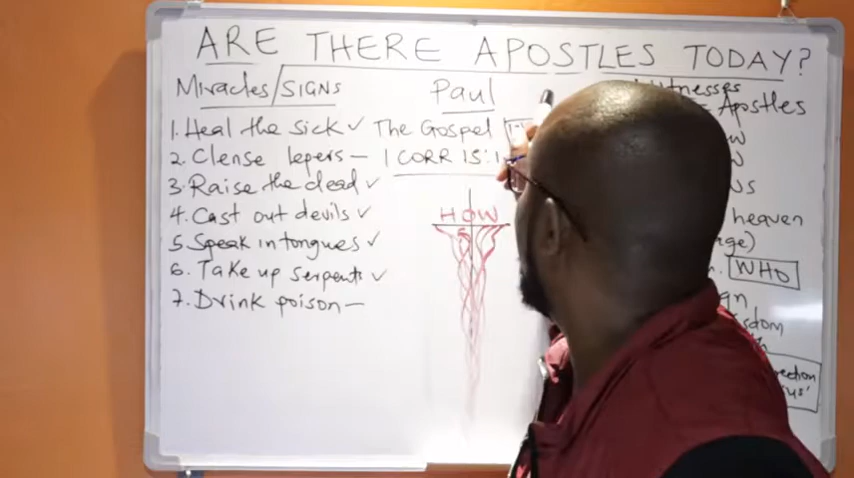 ARE THERE APOSTLES TODAY?
Miracles/SIGNS
1. Heal the sick ✓
2. Clense lepers –
3. Raise the dead ✓
4. Cast out devils ✓
5. Speak in tongues ✓
6. Take up serpents ✓
7. Drink poison –
Paul
The Gospel
1 CORR 15:1
HOW
Apostles
heaven
WHO